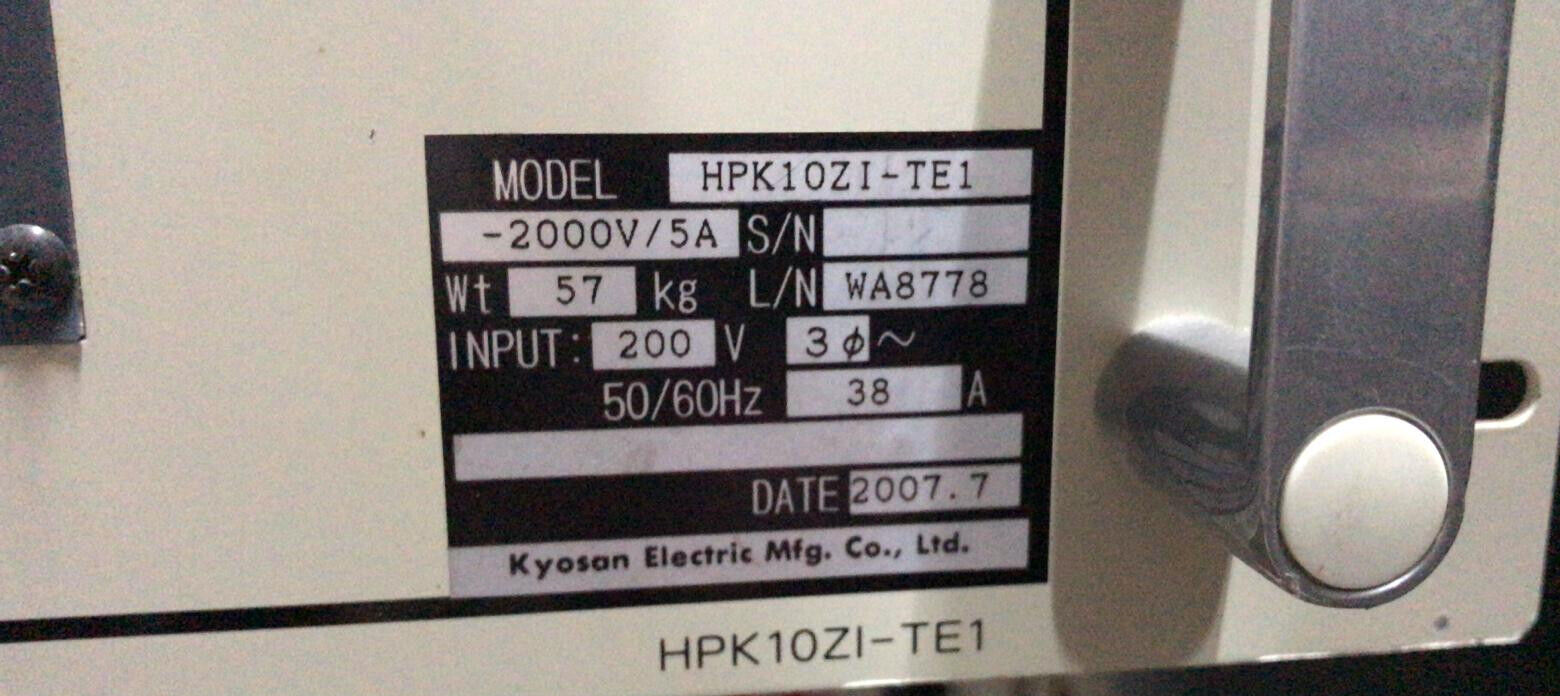 MODEL HPK10ZI-TE1
-2000V/5A S/N
Wt 57 kg L/N WA8778
INPUT: 200 V 3ϕ～
50/60Hz 38 A
DATE 2007.7
Kyosan Electric Mfg. Co., Ltd.
HPK10ZI-TE1